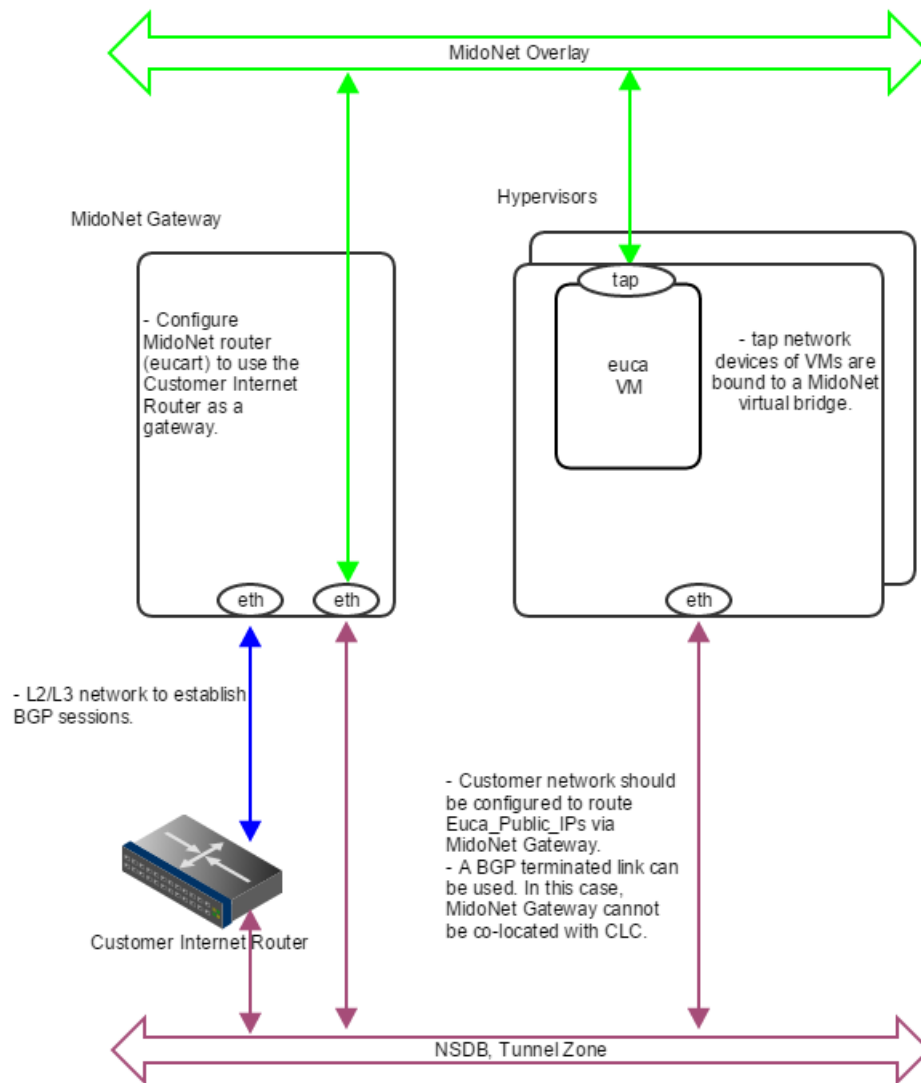 MidoNet Overlay
MidoNet Gateway
Hypervisors
tap
- Configure
MidoNet router
(eucart) to use the
Customer Internet
Router as a
gateway.
euca
VM
- tap network
devices of VMs are
bound to a MidoNet
virtual bridge.
eth
eth
eth
- L2/L3 network to establish
BGP sessions.
- Customer network should
be configured to route
Euca_Public_IPs via
MidoNet Gateway.
- A BGP terminated link can
be used. In this case,
MidoNet Gateway cannot
be co-located with CLC.
Customer Internet Router
NSDB, Tunnel Zone